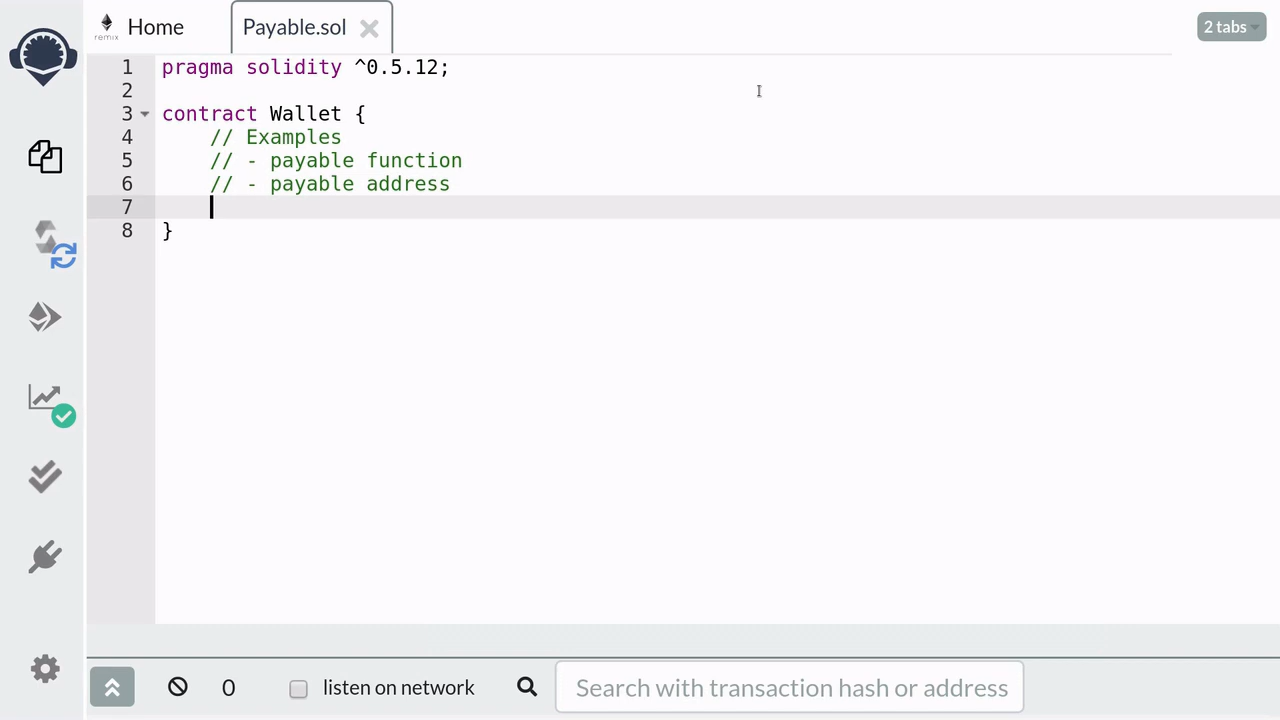 remix
Home
Payable.sol
2 tabs
1 pragma solidity ^0.5.12;
2
3 contract Wallet {
4 // Examples
5 // - payable function
6 // - payable address
7
8 }
0
listen on network
Search with transaction hash or address